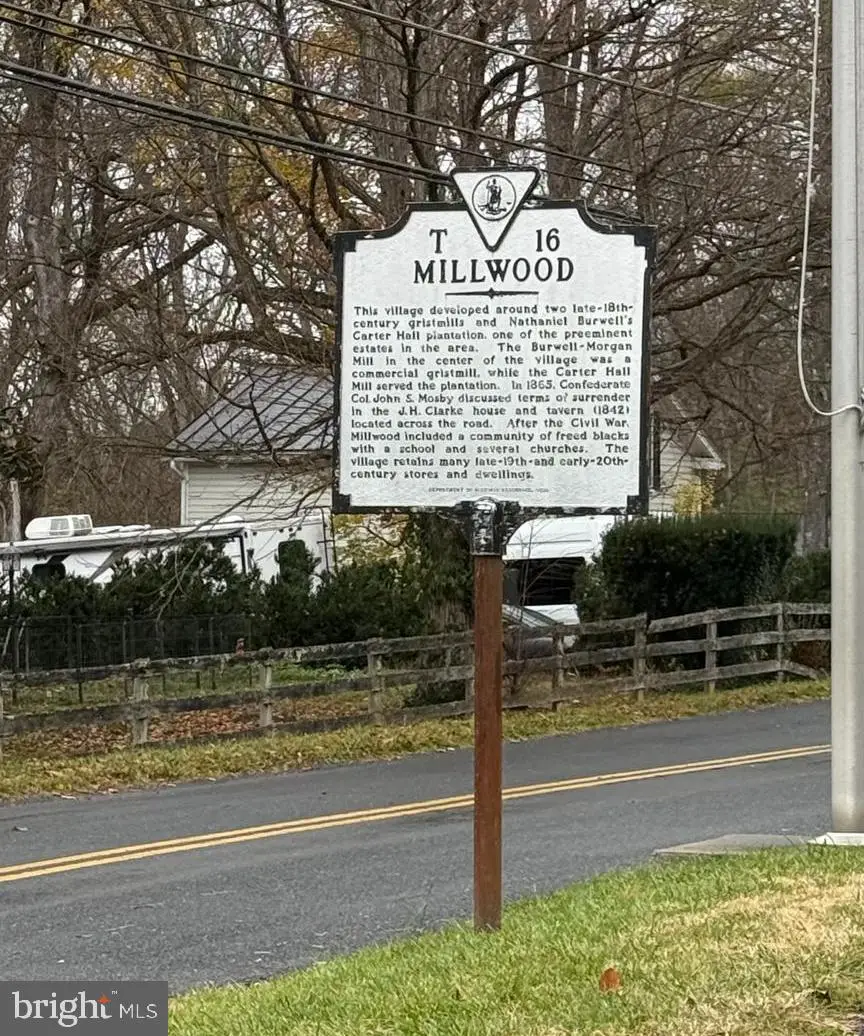 T 16
MILLWOOD
This village developed around two late-18th-
century gristmills and Nathaniel Burwell's
Carter Hall plantation, one of the preeminent
estates in the area. The Burwell-Morgan
Mill in the center of the village was a
commercial gristmill, while the Carter Hall
Mill served the plantation. In 1865, Confederate
Col. John S. Mosby discussed terms of surrender
in the J.H. Clarke house and tavern (1842)
located across the road. After the Civil War,
Millwood included a community of freed blacks
with a school and several churches. The
village retains many late-19th-and early-20th-
century stores and dwellings.
DEPARTMENT OF HISTORIC RESOURCES,
bright™ MLS